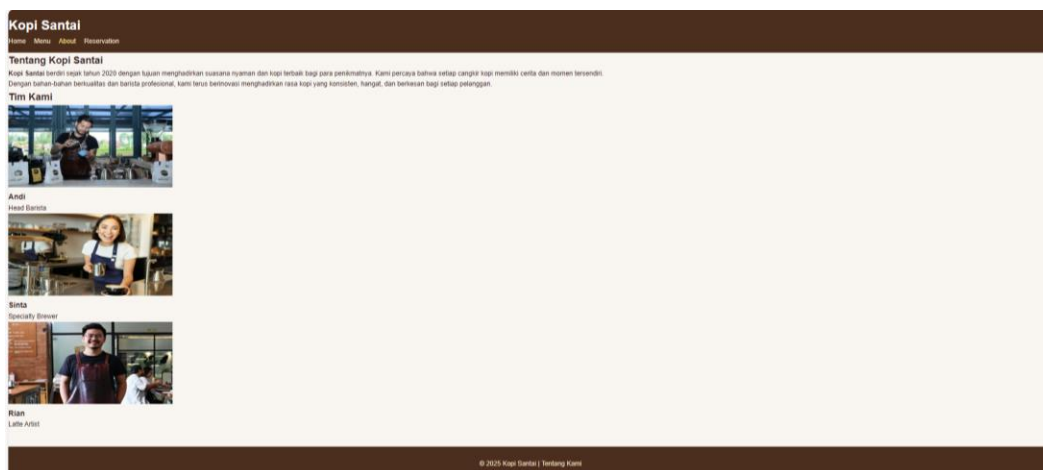 Kopi Santai
Home Menu About Reservation
Tentang Kopi Santai
Kopi Santai berdiri sejak tahun 2020 dengan tujuan menghadirkan suasana nyaman dan kopi terbaik bagi para penikmatnya. Kami percaya bahwa setiap cangkir kopi memiliki cerita dan momen tersendiri.
Dengan bahan-bahan berkualitas dan barista profesional, kami terus berinovasi menghadirkan rasa kopi yang konsisten, hangat, dan berkesan bagi setiap pelanggan.
Tim Kami
Andi
Head Barista
Sinta
Specialty Brewer
Rian
Latte Artist
© 2025 Kopi Santai | Tentang Kami